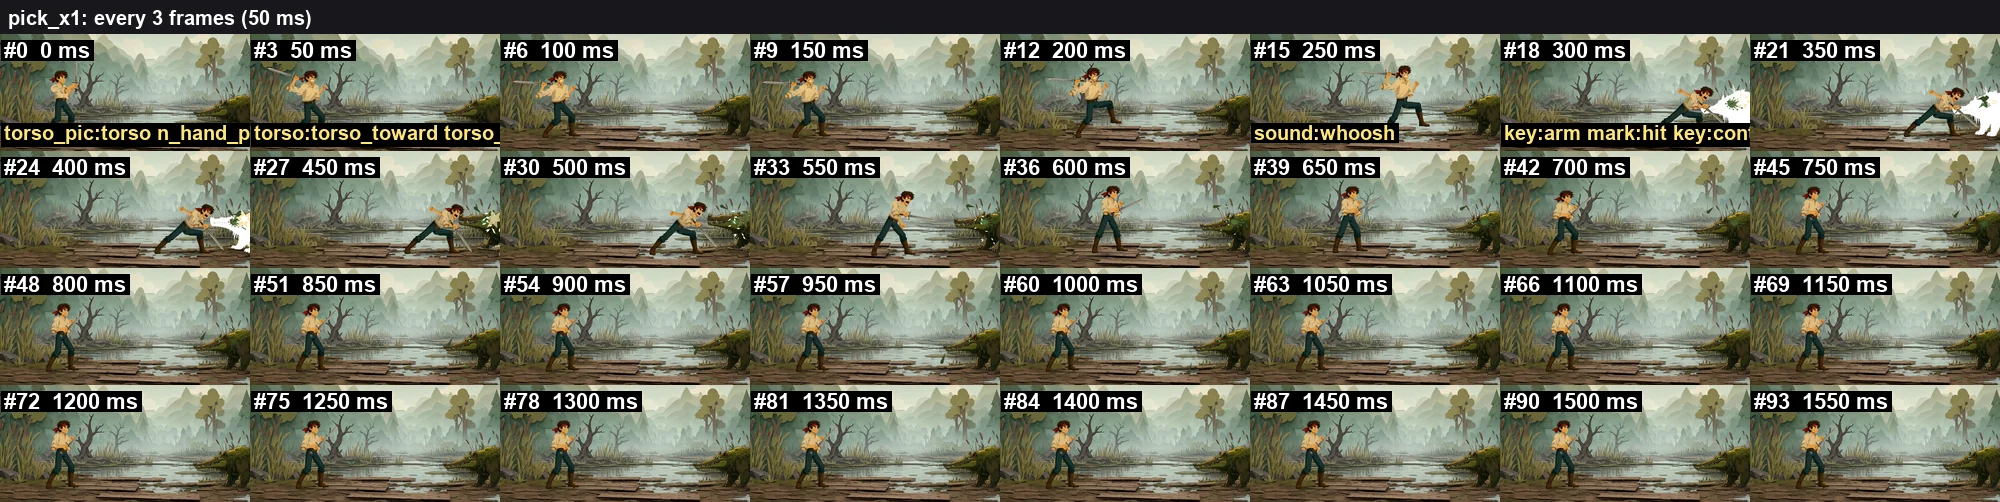 pick_x1: every 3 frames (50 ms)
#0 0 ms
#3 50 ms
#6 100 ms
#9 150 ms
#12 200 ms
#15 250 ms
#18 300 ms
#21 350 ms
torso_pic:torso n_hand_p
torso:torso_toward torso_
sound:whoosh
key:arm mark:hit key:con
#24 400 ms
#27 450 ms
#30 500 ms
#33 550 ms
#36 600 ms
#39 650 ms
#42 700 ms
#45 750 ms
#48 800 ms
#51 850 ms
#54 900 ms
#57 950 ms
#60 1000 ms
#63 1050 ms
#66 1100 ms
#69 1150 ms
#72 1200 ms
#75 1250 ms
#78 1300 ms
#81 1350 ms
#84 1400 ms
#87 1450 ms
#90 1500 ms
#93 1550 ms